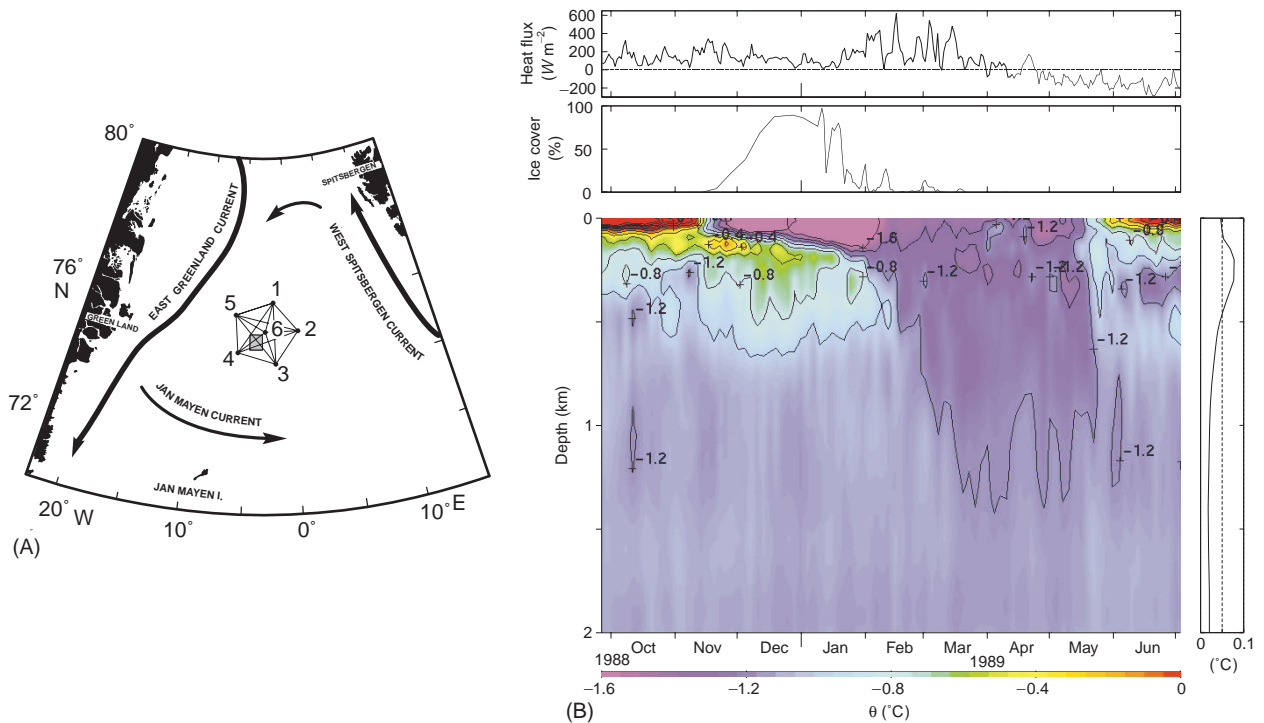 80°
76°
N
72°
20° W
10°
0°
10° E
SPITSBERGEN
EAST GREENLAND CURRENT
WEST SPITSBERGEN CURRENT
GREEN LAND
1
5
6
2
4
3
JAN MAYEN CURRENT
JAN MAYEN I.
(A)
Heat flux
(W m−2)
600
400
200
0
−200
Ice cover
(%)
100
50
0
Depth (km)
0
1
2
−0.4
−0.4
−1.6
−1.2
−0.8
−0.8
−1.2
−0.8
−0.8
−1.2
−1.2
−1.2
−1.2
−1.2
−1.2
−1.2
−1.2
−1.2
Oct Nov Dec Jan Feb Mar Apr May Jun
1988 1989
−1.6 −1.2 −0.8 −0.4 0
θ (°C)
0 0.1
(°C)
(B)